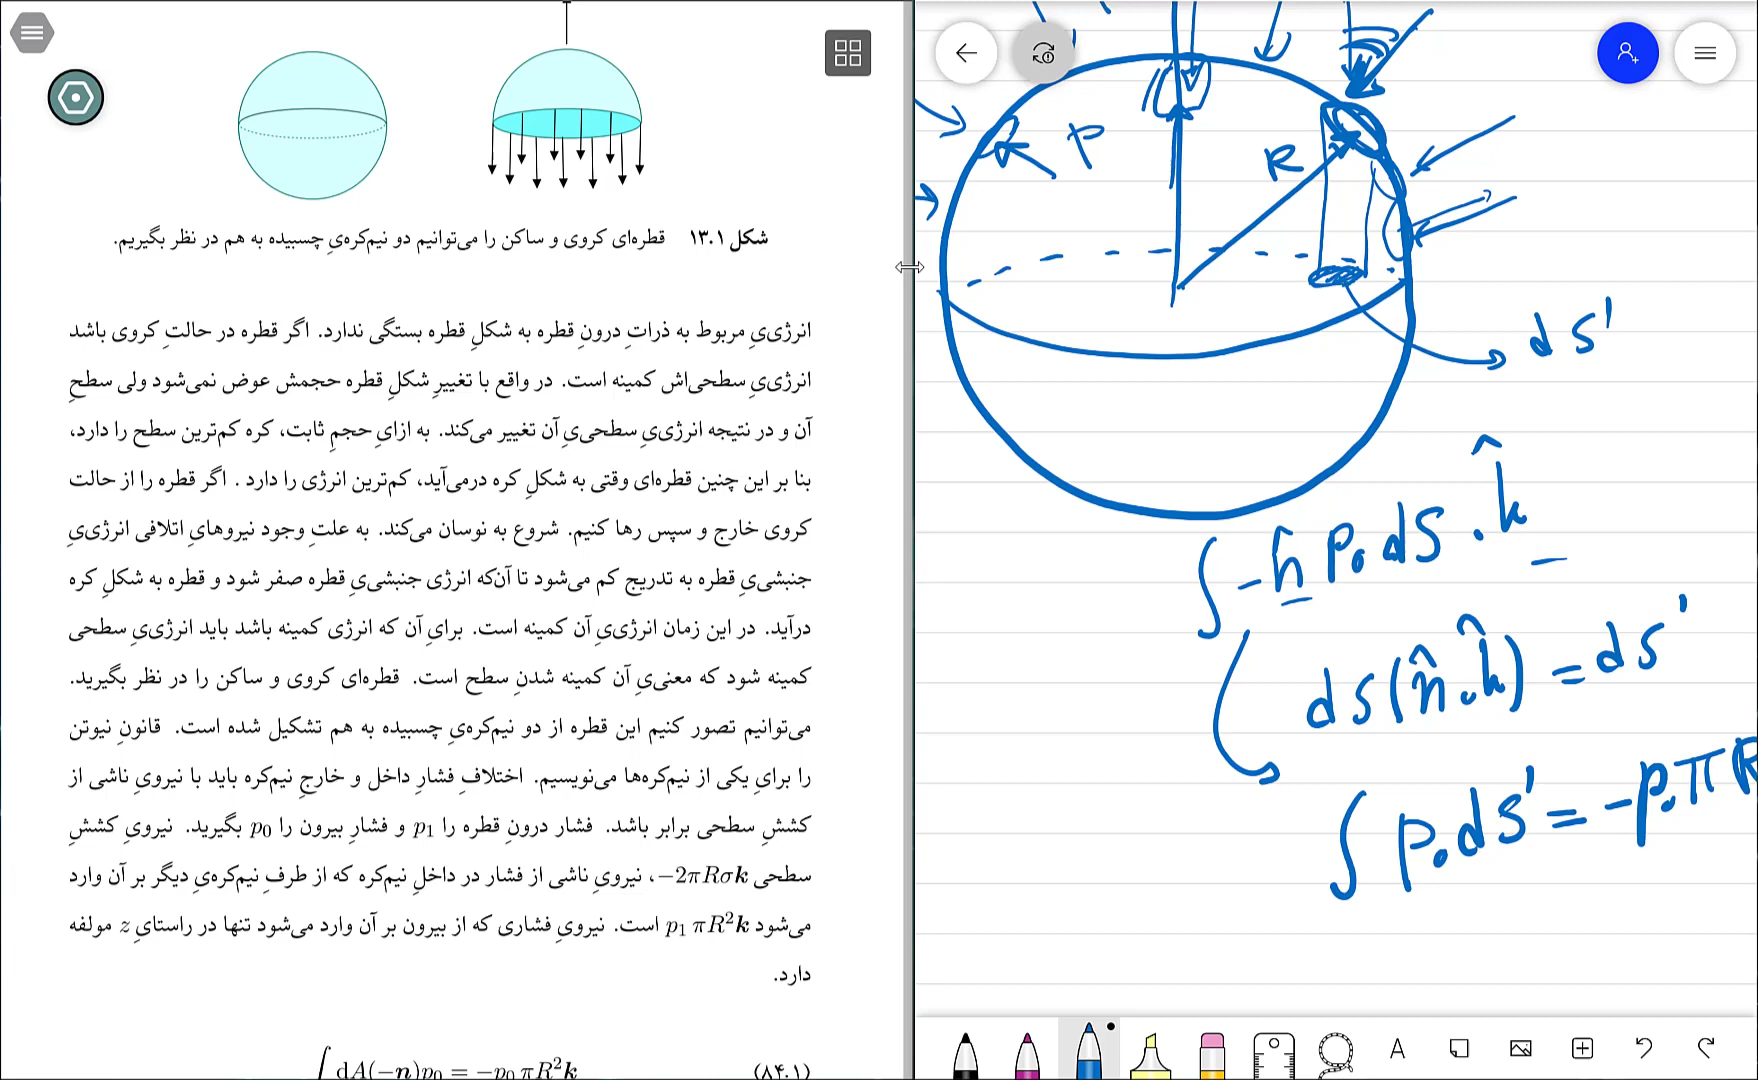 شکل ۱۳.۱ قطره‌ای کروی و ساکن را می‌توانیم دو نیم‌کره‌یِ چسبیده به هم در نظر بگیریم.
انرژی‌یِ مربوط به ذراتِ درونِ قطره به شکلِ قطره بستگی ندارد. اگر قطره در حالتِ کروی باشد
انرژی‌یِ سطحی‌اش کمینه است. در واقع با تغییرِ شکلِ قطره حجمش عوض نمی‌شود ولی سطحِ
آن و در نتیجه انرژی‌یِ سطحی‌یِ آن تغییر می‌کند. به ازایِ حجمِ ثابت، کره کم‌ترین سطح را دارد،
بنا بر این چنین قطره‌ای وقتی به شکلِ کره درمی‌آید، کم‌ترین انرژی را دارد . اگر قطره را از حالت
کروی خارج و سپس رها کنیم. شروع به نوسان می‌کند. به علتِ وجود نیروهایِ اتلافی انرژی‌یِ
جنبشی‌یِ قطره به تدریج کم می‌شود تا آن‌که انرژی جنبشی‌یِ قطره صفر شود و قطره به شکلِ کره
درآید. در این زمان انرژی‌یِ آن کمینه است. برایِ آن که انرژی کمینه باشد باید انرژی‌یِ سطحی
کمینه شود که معنی‌یِ آن کمینه شدنِ سطح است. قطره‌ای کروی و ساکن را در نظر بگیرید.
می‌توانیم تصور کنیم این قطره از دو نیم‌کره‌یِ چسبیده به هم تشکیل شده است. قانونِ نیوتن
را برایِ یکی از نیم‌کره‌ها می‌نویسیم. اختلافِ فشارِ داخل و خارجِ نیم‌کره باید با نیرویِ ناشی از
کششِ سطحی برابر باشد. فشار درونِ قطره را p₁ و فشارِ بیرون را p₀ بگیرید. نیرویِ کششِ
سطحی −2πRσk، نیرویِ ناشی از فشار در داخلِ نیم‌کره که از طرفِ نیم‌کره‌یِ دیگر بر آن وارد
می‌شود p₁ πR²k است. نیرویِ فشاری که از بیرون بر آن وارد می‌شود تنها در راستایِ z مولفه
دارد.
∫ dA(−n)p₀ = −p₀ πR²k (۸۴.۱)
P
R
ds'
∫ -n̂ p₀ ds . k̂
ds(n̂.k̂) = ds'
∫ p₀ ds' = -p₀πR
A